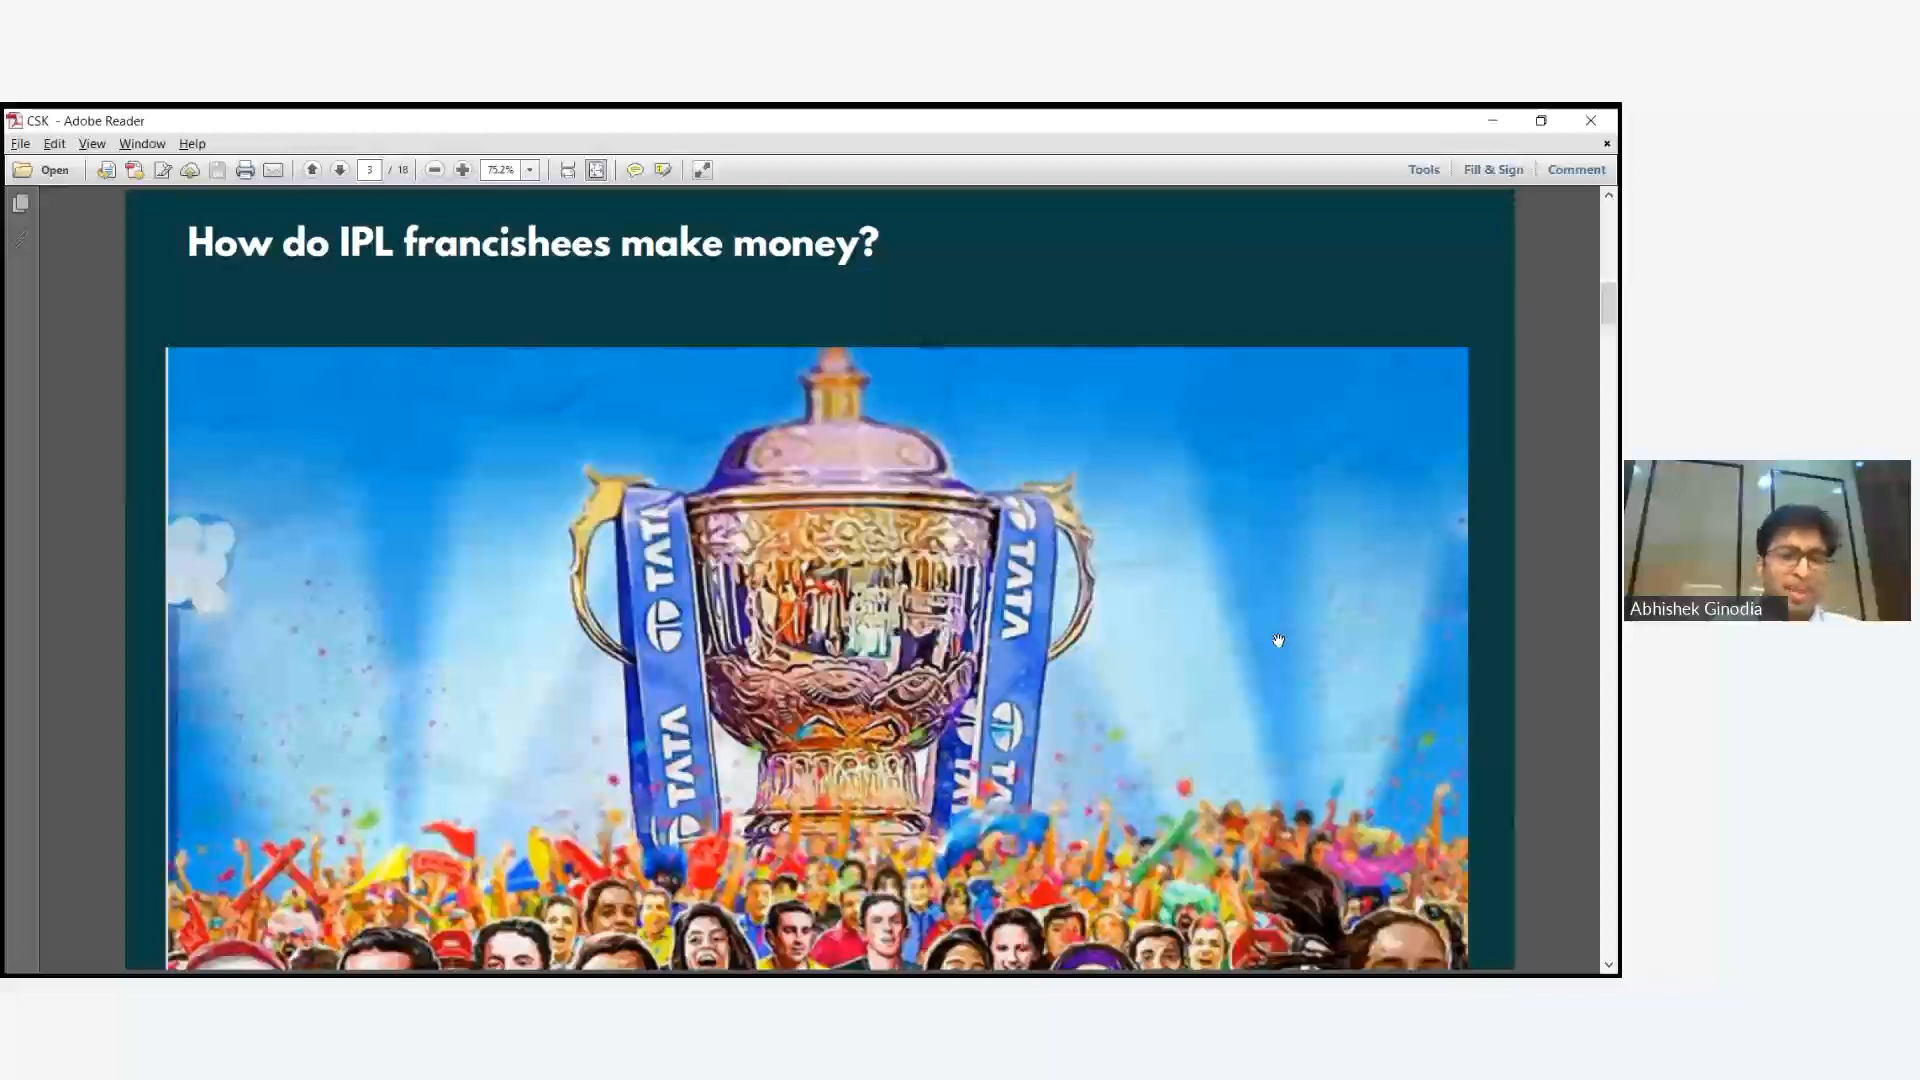 CSK - Adobe Reader
File Edit View Window Help
Open 3 / 18 75.2% Tools Fill & Sign Comment
How do IPL francishees make money?
TATA TATA
TATA TATA
Abhishek Ginodia